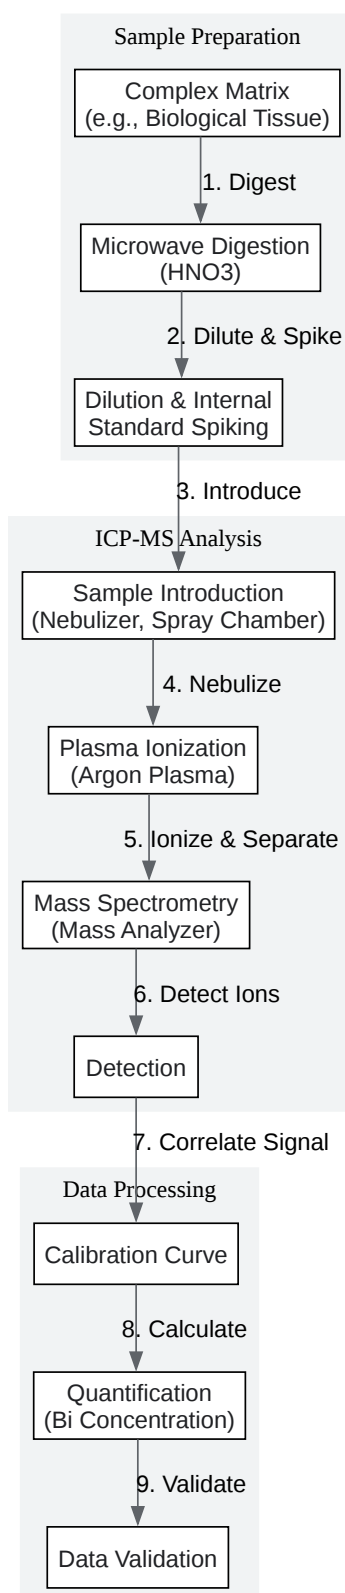 Sample Preparation
Complex Matrix
(e.g., Biological Tissue)
1. Digest
Microwave Digestion
(HNO3)
2. Dilute & Spike
Dilution & Internal
Standard Spiking
3. Introduce
ICP-MS Analysis
Sample Introduction
(Nebulizer, Spray Chamber)
4. Nebulize
Plasma Ionization
(Argon Plasma)
5. Ionize & Separate
Mass Spectrometry
(Mass Analyzer)
6. Detect Ions
Detection
7. Correlate Signal
Data Processing
Calibration Curve
8. Calculate
Quantification
(Bi Concentration)
9. Validate
Data Validation